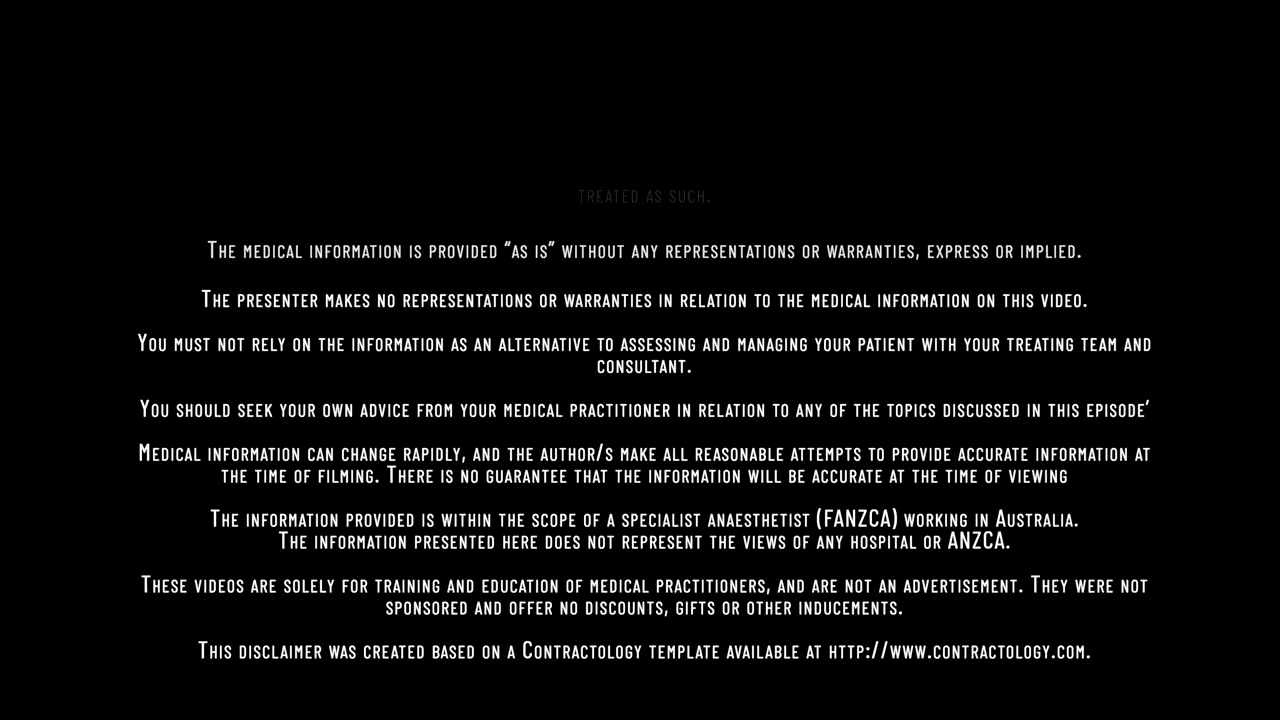 TREATED AS SUCH.
The medical information is provided “as is” without any representations or warranties, express or implied.
The presenter makes no representations or warranties in relation to the medical information on this video.
You must not rely on the information as an alternative to assessing and managing your patient with your treating team and
consultant.
You should seek your own advice from your medical practitioner in relation to any of the topics discussed in this episode’
Medical information can change rapidly, and the author/s make all reasonable attempts to provide accurate information at
the time of filming. There is no guarantee that the information will be accurate at the time of viewing
The information provided is within the scope of a specialist anaesthetist (FANZCA) working in Australia.
The information presented here does not represent the views of any hospital or ANZCA.
These videos are solely for training and education of medical practitioners, and are not an advertisement. They were not
sponsored and offer no discounts, gifts or other inducements.
This disclaimer was created based on a Contractology template available at http://www.contractology.com.